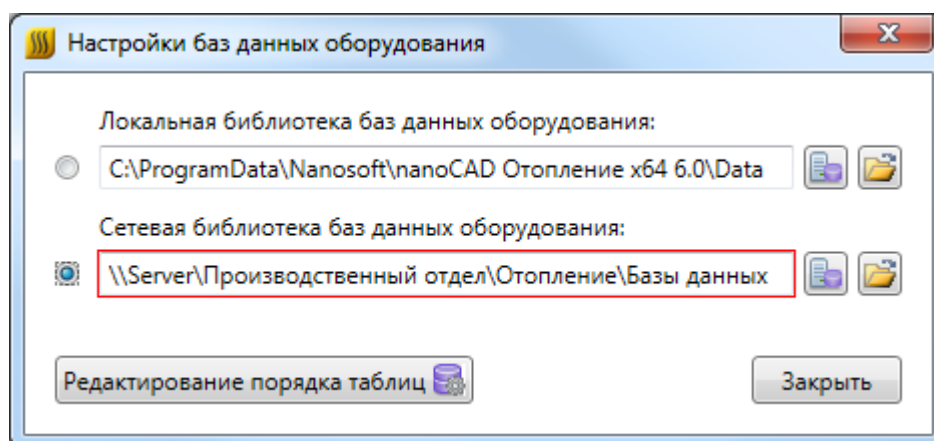 Настройки баз данных оборудования
Локальная библиотека баз данных оборудования:
C:\ProgramData\Nanosoft\nanoCAD Отопление x64 6.0\Data
Сетевая библиотека баз данных оборудования:
\\Server\Производственный отдел\Отопление\Базы данных
Редактирование порядка таблиц
Закрыть